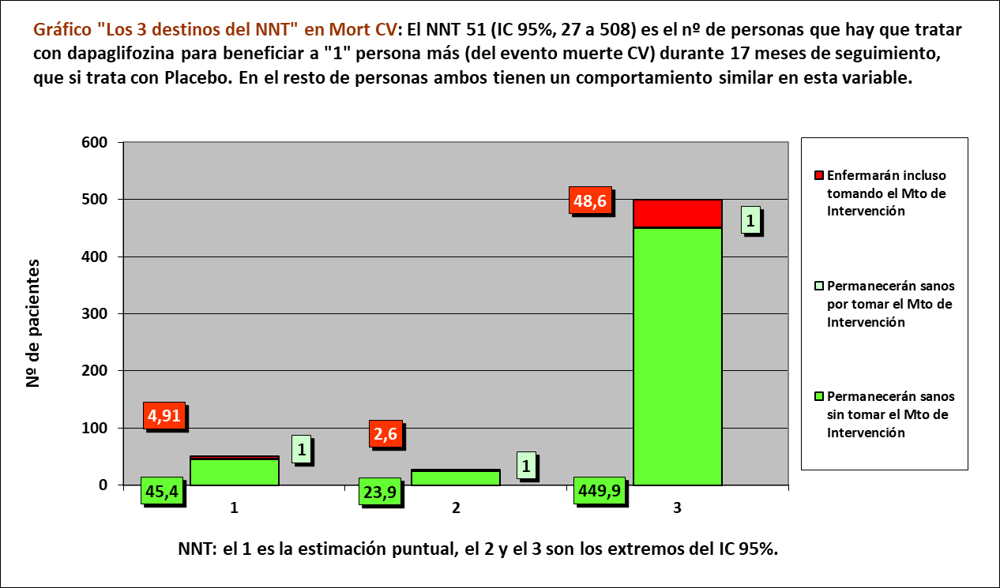 Gráfico "Los 3 destinos del NNT" en Mort CV: El NNT 51 (IC 95%, 27 a 508) es el nº de personas que hay que tratar
con dapaglifozina para beneficiar a "1" persona más (del evento muerte CV) durante 17 meses de seguimiento,
que si trata con Placebo. En el resto de personas ambos tienen un comportamiento similar en esta variable.
Nº de pacientes
600
500
400
300
200
100
0
4,91
45,4
1
2,6
23,9
1
48,6
449,9
1
1
2
3
Enfermarán incluso
tomando el Mto de
Intervención
Permanecerán sanos
por tomar el Mto de
Intervención
Permanecerán sanos
sin tomar el Mto de
Intervención
NNT: el 1 es la estimación puntual, el 2 y el 3 son los extremos del IC 95%.